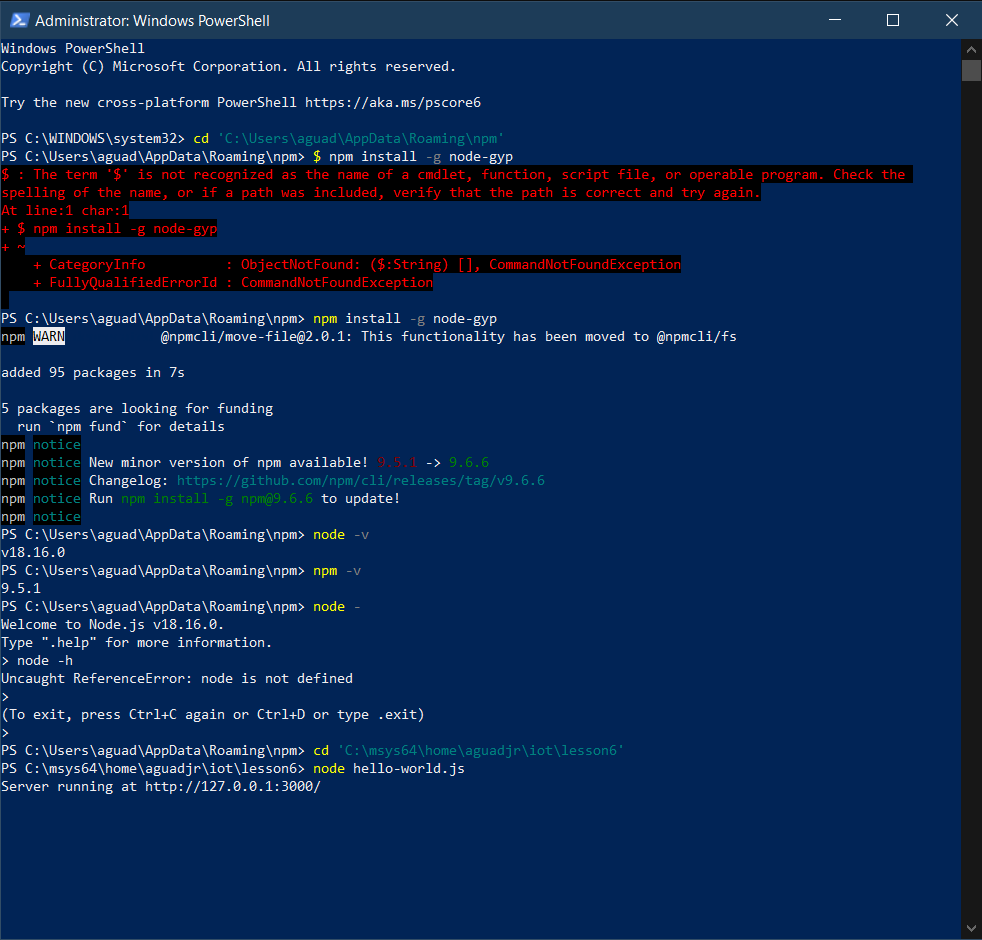 Administrator: Windows PowerShell
Windows PowerShell
Copyright (C) Microsoft Corporation. All rights reserved.
Try the new cross-platform PowerShell https://aka.ms/pscore6
PS C:\WINDOWS\system32> cd 'C:\Users\aguad\AppData\Roaming\npm'
PS C:\Users\aguad\AppData\Roaming\npm> $ npm install -g node-gyp
$ : The term '$' is not recognized as the name of a cmdlet, function, script file, or operable program. Check the
spelling of the name, or if a path was included, verify that the path is correct and try again.
At line:1 char:1
+ $ npm install -g node-gyp
+ ~
    + CategoryInfo          : ObjectNotFound: ($:String) [], CommandNotFoundException
    + FullyQualifiedErrorId : CommandNotFoundException
PS C:\Users\aguad\AppData\Roaming\npm> npm install -g node-gyp
npm WARN            @npmcli/move-file@2.0.1: This functionality has been moved to @npmcli/fs
added 95 packages in 7s
5 packages are looking for funding
  run `npm fund` for details
npm notice
npm notice New minor version of npm available! 9.5.1 -> 9.6.6
npm notice Changelog: https://github.com/npm/cli/releases/tag/v9.6.6
npm notice Run npm install -g npm@9.6.6 to update!
npm notice
PS C:\Users\aguad\AppData\Roaming\npm> node -v
v18.16.0
PS C:\Users\aguad\AppData\Roaming\npm> npm -v
9.5.1
PS C:\Users\aguad\AppData\Roaming\npm> node -
Welcome to Node.js v18.16.0.
Type ".help" for more information.
> node -h
Uncaught ReferenceError: node is not defined
>
(To exit, press Ctrl+C again or Ctrl+D or type .exit)
>
PS C:\Users\aguad\AppData\Roaming\npm> cd 'C:\msys64\home\aguadjr\iot\lesson6'
PS C:\msys64\home\aguadjr\iot\lesson6> node hello-world.js
Server running at http://127.0.0.1:3000/